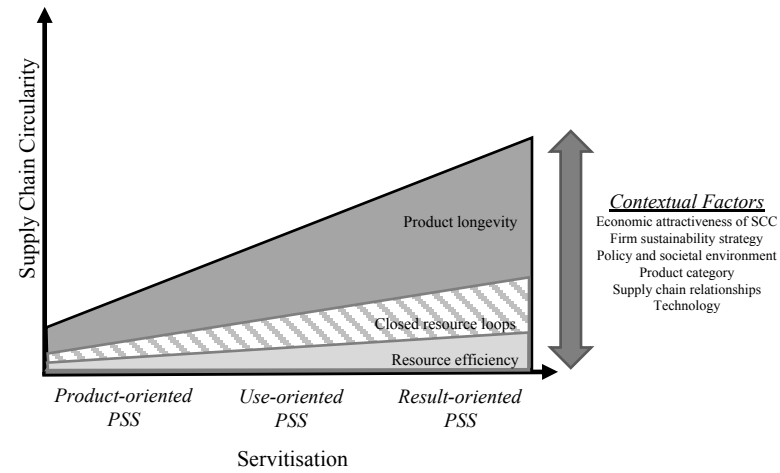 Supply Chain Circularity
Product longevity
Closed resource loops
Resource efficiency
Contextual Factors
Economic attractiveness of SCC
Firm sustainability strategy
Policy and societal environment
Product category
Supply chain relationships
Technology
Product-oriented
PSS
Use-oriented
PSS
Result-oriented
PSS
Servitisation